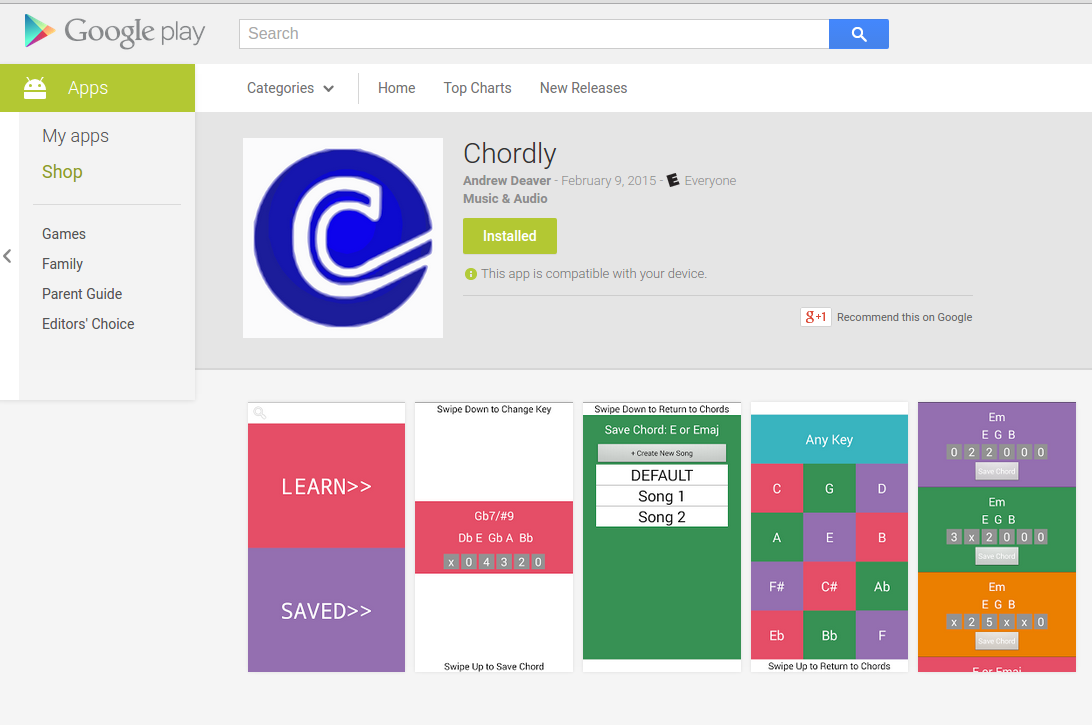 Google play
Search
Apps
Categories
Home
Top Charts
New Releases
My apps
Shop
Games
Family
Parent Guide
Editors' Choice
C
Chordly
Andrew Deaver - February 9, 2015 - E Everyone
Music & Audio
Installed
This app is compatible with your device.
g+1 Recommend this on Google
LEARN>>
SAVED>>
Swipe Down to Change Key
Gb7/#9
Db E Gb A Bb
x 0 4 3 2 0
Swipe Up to Save Chord
Swipe Down to Return to Chords
Save Chord: E or Emaj
+ Create New Song
DEFAULT
Song 1
Song 2
Any Key
C G D
A E B
F# C# Ab
Eb Bb F
Swipe Up to Return to Chords
Em
E G B
0 2 2 0 0 0
Save Chord
Em
E G B
3 x 2 0 0 0
Save Chord
Em
E G B
x 2 5 x x 0
Save Chord
E or Emaj